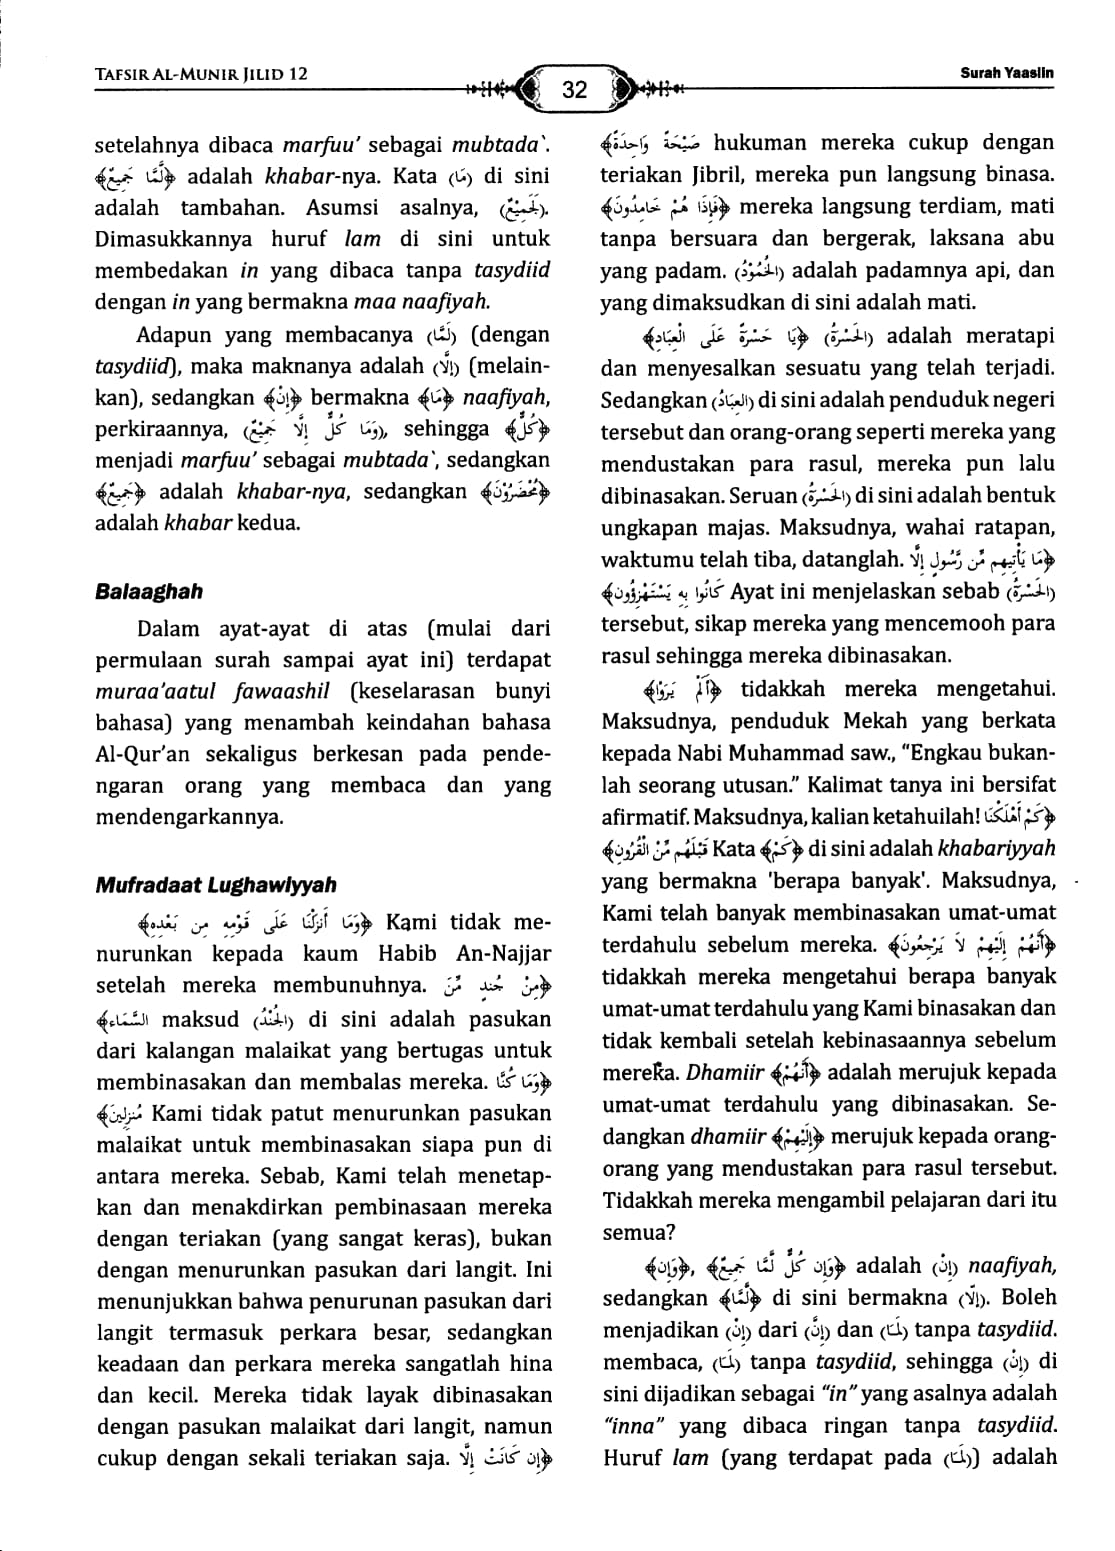 TAFSIR AL-MUNIR JILID 12
32
Surah Yaasiin
setelahnya dibaca marfuu’ sebagai mubtada`.
﴿لَّمَّا جَمِيْعٌ﴾ adalah khabar-nya. Kata (مَا) di sini
adalah tambahan. Asumsi asalnya, (لَجَمِيْعٌ).
Dimasukkannya huruf lam di sini untuk
membedakan in yang dibaca tanpa tasydiid
dengan in yang bermakna maa naafiyah.
Adapun yang membacanya (لَمَّا) (dengan
tasydiid), maka maknanya adalah (إِلَّا) (melain-
kan), sedangkan ﴿إِنْ﴾ bermakna ﴿مَا﴾ naafiyah,
perkiraannya, (وَمَا كُلٌّ إِلَّا جَمِيْعٌ), sehingga ﴿كُلٌّ﴾
menjadi marfuu’ sebagai mubtada`, sedangkan
﴿جَمِيْعٌ﴾ adalah khabar-nya, sedangkan ﴿مُحْضَرُوْنَ﴾
adalah khabar kedua.
Balaaghah
Dalam ayat-ayat di atas (mulai dari
permulaan surah sampai ayat ini) terdapat
muraa’aatul fawaashil (keselarasan bunyi
bahasa) yang menambah keindahan bahasa
Al-Qur’an sekaligus berkesan pada pende-
ngaran orang yang membaca dan yang
mendengarkannya.
Mufradaat Lughawiyyah
﴿وَمَا أَنزَلْنَا عَلَى قَوْمِهِ مِن بَعْدِهِ﴾ Kami tidak me-
nurunkan kepada kaum Habib An-Najjar
setelah mereka membunuhnya. ﴿مِنْ جُندٍ مِّنَ
السَّمَاءِ﴾ maksud (الجُنْدُ) di sini adalah pasukan
dari kalangan malaikat yang bertugas untuk
membinasakan dan membalas mereka. ﴿وَمَا كُنَّا
مُنزِلِينَ﴾ Kami tidak patut menurunkan pasukan
malaikat untuk membinasakan siapa pun di
antara mereka. Sebab, Kami telah menetap-
kan dan menakdirkan pembinasaan mereka
dengan teriakan (yang sangat keras), bukan
dengan menurunkan pasukan dari langit. Ini
menunjukkan bahwa penurunan pasukan dari
langit termasuk perkara besar, sedangkan
keadaan dan perkara mereka sangatlah hina
dan kecil. Mereka tidak layak dibinasakan
dengan pasukan malaikat dari langit, namun
cukup dengan sekali teriakan saja. ﴿إِن كَانَتْ إِلَّا
صَيْحَةً وَاحِدَةً﴾ hukuman mereka cukup dengan
teriakan Jibril, mereka pun langsung binasa.
﴿فَإِذَا هُمْ خَامِدُونَ﴾ mereka langsung terdiam, mati
tanpa bersuara dan bergerak, laksana abu
yang padam. (الخُمُوْدُ) adalah padamnya api, dan
yang dimaksudkan di sini adalah mati.
﴿يَا حَسْرَةً عَلَى الْعِبَادِ﴾ (الحَسْرَةُ) adalah meratapi
dan menyesalkan sesuatu yang telah terjadi.
Sedangkan (العِبَادُ) di sini adalah penduduk negeri
tersebut dan orang-orang seperti mereka yang
mendustakan para rasul, mereka pun lalu
dibinasakan. Seruan (الحَسْرَةُ) di sini adalah bentuk
ungkapan majas. Maksudnya, wahai ratapan,
waktumu telah tiba, datanglah. ﴿مَا يَأْتِيهِم مِّن رَّسُولٍ إِلَّا
كَانُوا بِهِ يَسْتَهْزِؤُون﴾ Ayat ini menjelaskan sebab (الحَسْرَةُ)
tersebut, sikap mereka yang mencemooh para
rasul sehingga mereka dibinasakan.
﴿أَلَمْ يَرَوْا﴾ tidakkah mereka mengetahui.
Maksudnya, penduduk Mekah yang berkata
kepada Nabi Muhammad saw., “Engkau bukan-
lah seorang utusan.” Kalimat tanya ini bersifat
afirmatif. Maksudnya, kalian ketahuilah! ﴿كَمْ أَهْلَكْنَا
قَبْلَهُم مِّنَ الْقُرُونِ﴾ Kata ﴿كَمْ﴾ di sini adalah khabariyyah
yang bermakna 'berapa banyak'. Maksudnya,
Kami telah banyak membinasakan umat-umat
terdahulu sebelum mereka. ﴿أَنَّهُمْ إِلَيْهِمْ لَا يَرْجِعُونَ﴾
tidakkah mereka mengetahui berapa banyak
umat-umat terdahulu yang Kami binasakan dan
tidak kembali setelah kebinasaannya sebelum
mereka. Dhamiir ﴿أَنَّهُمْ﴾ adalah merujuk kepada
umat-umat terdahulu yang dibinasakan. Se-
dangkan dhamiir ﴿إِلَيْهِمْ﴾ merujuk kepada orang-
orang yang mendustakan para rasul tersebut.
Tidakkah mereka mengambil pelajaran dari itu
semua?
﴿وَإِن كُلٌّ لَّمَّا جَمِيعٌ﴾ ,﴿وَإِن﴾ adalah (إِنْ) naafiyah,
sedangkan ﴿لَّمَّا﴾ di sini bermakna (إِلَّا). Boleh
menjadikan (إِنْ) dari (إِنَّ) dan (لَمَا) tanpa tasydiid.
membaca, (لَمَا) tanpa tasydiid, sehingga (إِنْ) di
sini dijadikan sebagai “in” yang asalnya adalah
“inna” yang dibaca ringan tanpa tasydiid.
Huruf lam (yang terdapat pada (لَمَا)) adalah